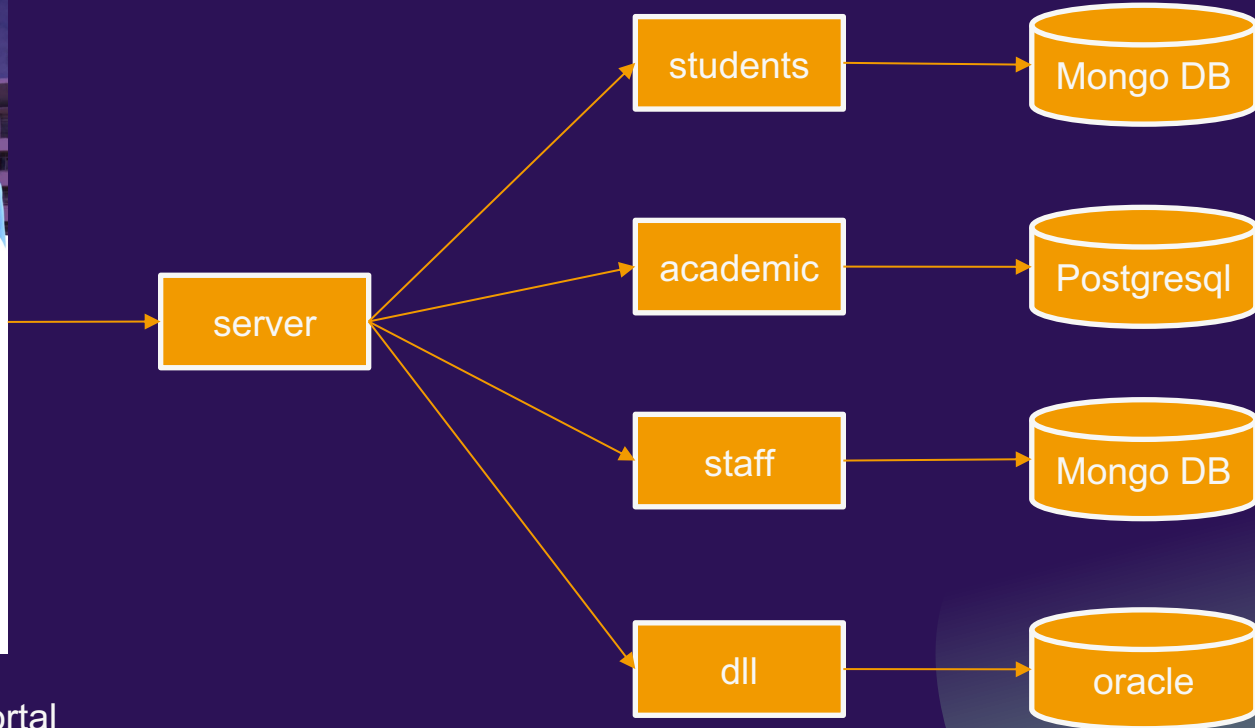 students
Mongo DB
academic
Postgresql
server
staff
Mongo DB
dll
oracle